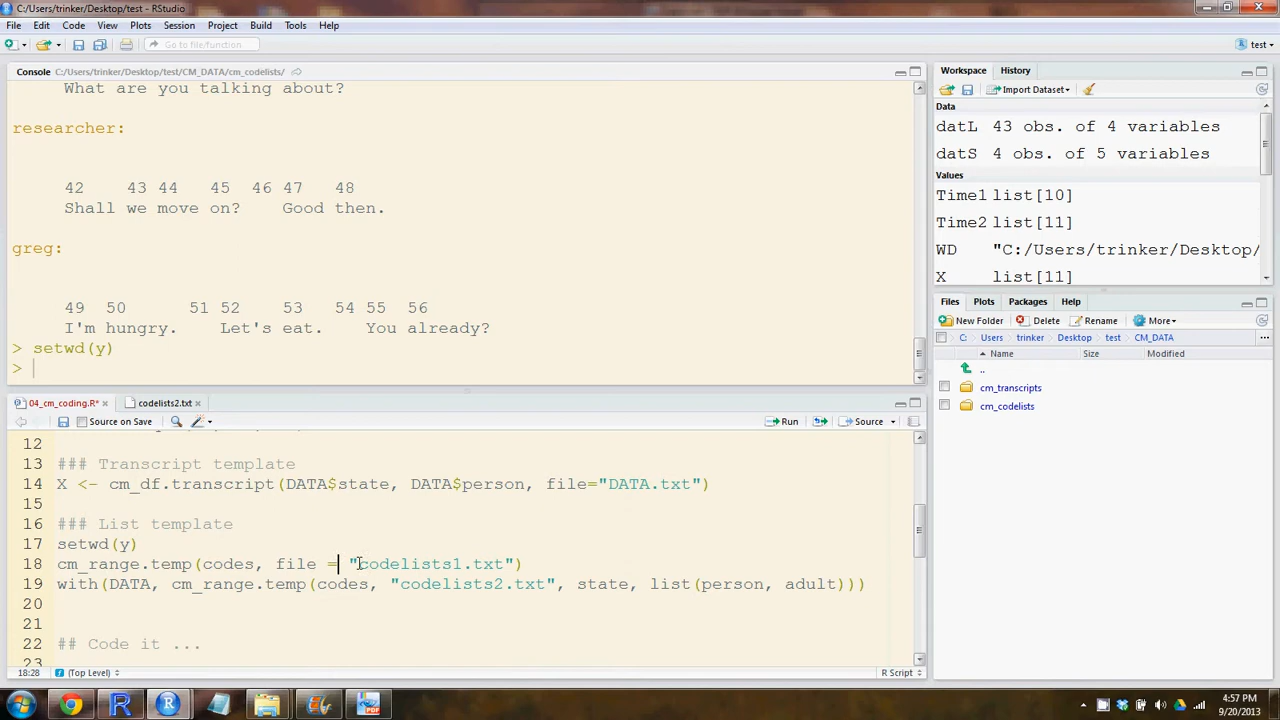 C:/Users/trinker/Desktop/test - RStudio
File Edit Code View Plots Session Project Build Tools Help
Go to file/function
test
Console C:/Users/trinker/Desktop/test/CM_DATA/cm_codelists/
What are you talking about?
researcher:
42 43 44 45 46 47 48
Shall we move on? Good then.
greg:
49 50 51 52 53 54 55 56
I'm hungry. Let's eat. You already?
> setwd(y)
>
04_cm_coding.R* codelists2.txt
Source on Save Run Source
12
13 ### Transcript template
14 X <- cm_df.transcript(DATA$state, DATA$person, file="DATA.txt")
15
16 ### List template
17 setwd(y)
18 cm_range.temp(codes, file = "codelists1.txt")
19 with(DATA, cm_range.temp(codes, "codelists2.txt", state, list(person, adult)))
20
21
22 ## Code it ...
23
18:28 (Top Level) R Script
Workspace History
Import Dataset
Data
datL 43 obs. of 4 variables
datS 4 obs. of 5 variables
Values
Time1 list[10]
Time2 list[11]
WD "C:/Users/trinker/Desktop/
X list[11]
Files Plots Packages Help
New Folder Delete Rename More
C: Users trinker Desktop test CM_DATA ...
Name Size Modified
..
cm_transcripts
cm_codelists
4:57 PM
9/20/2013